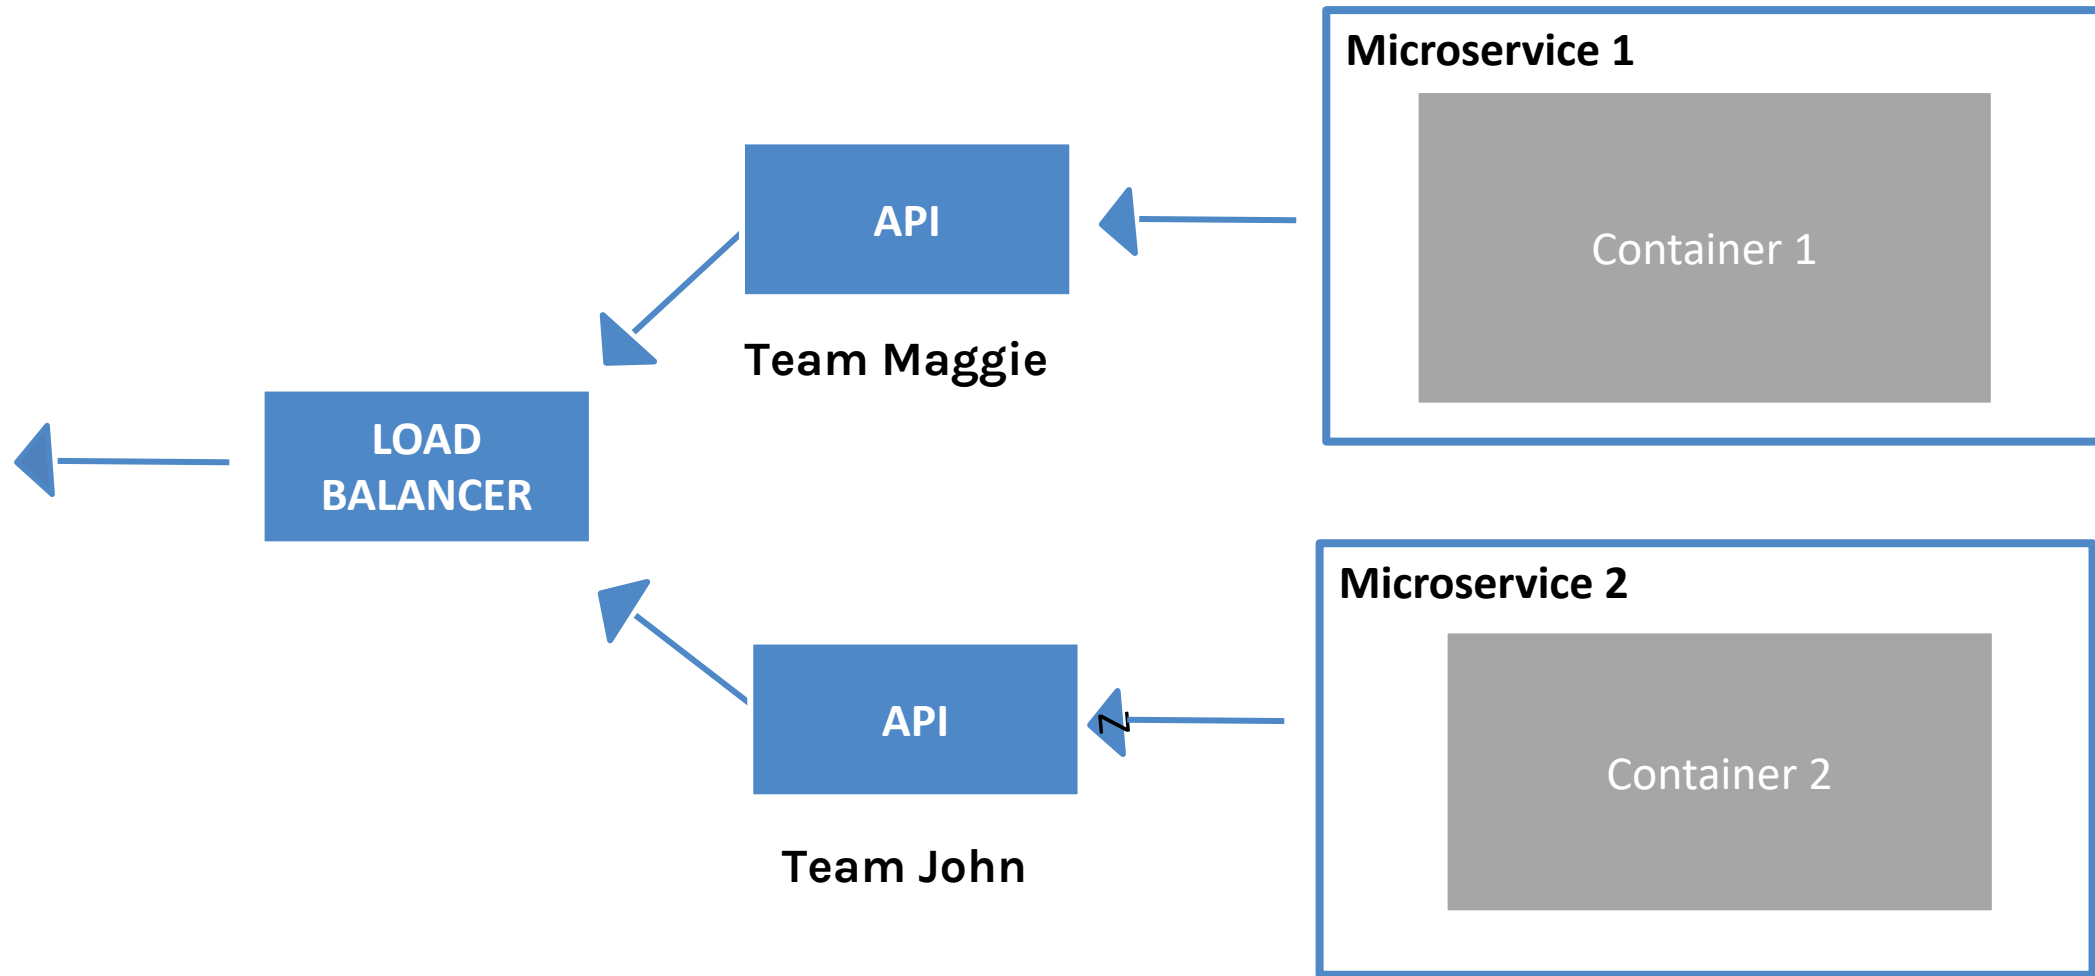 Microservice 1
API
Container 1
Team Maggie
LOAD
BALANCER
Microservice 2
API
Container 2
Team John